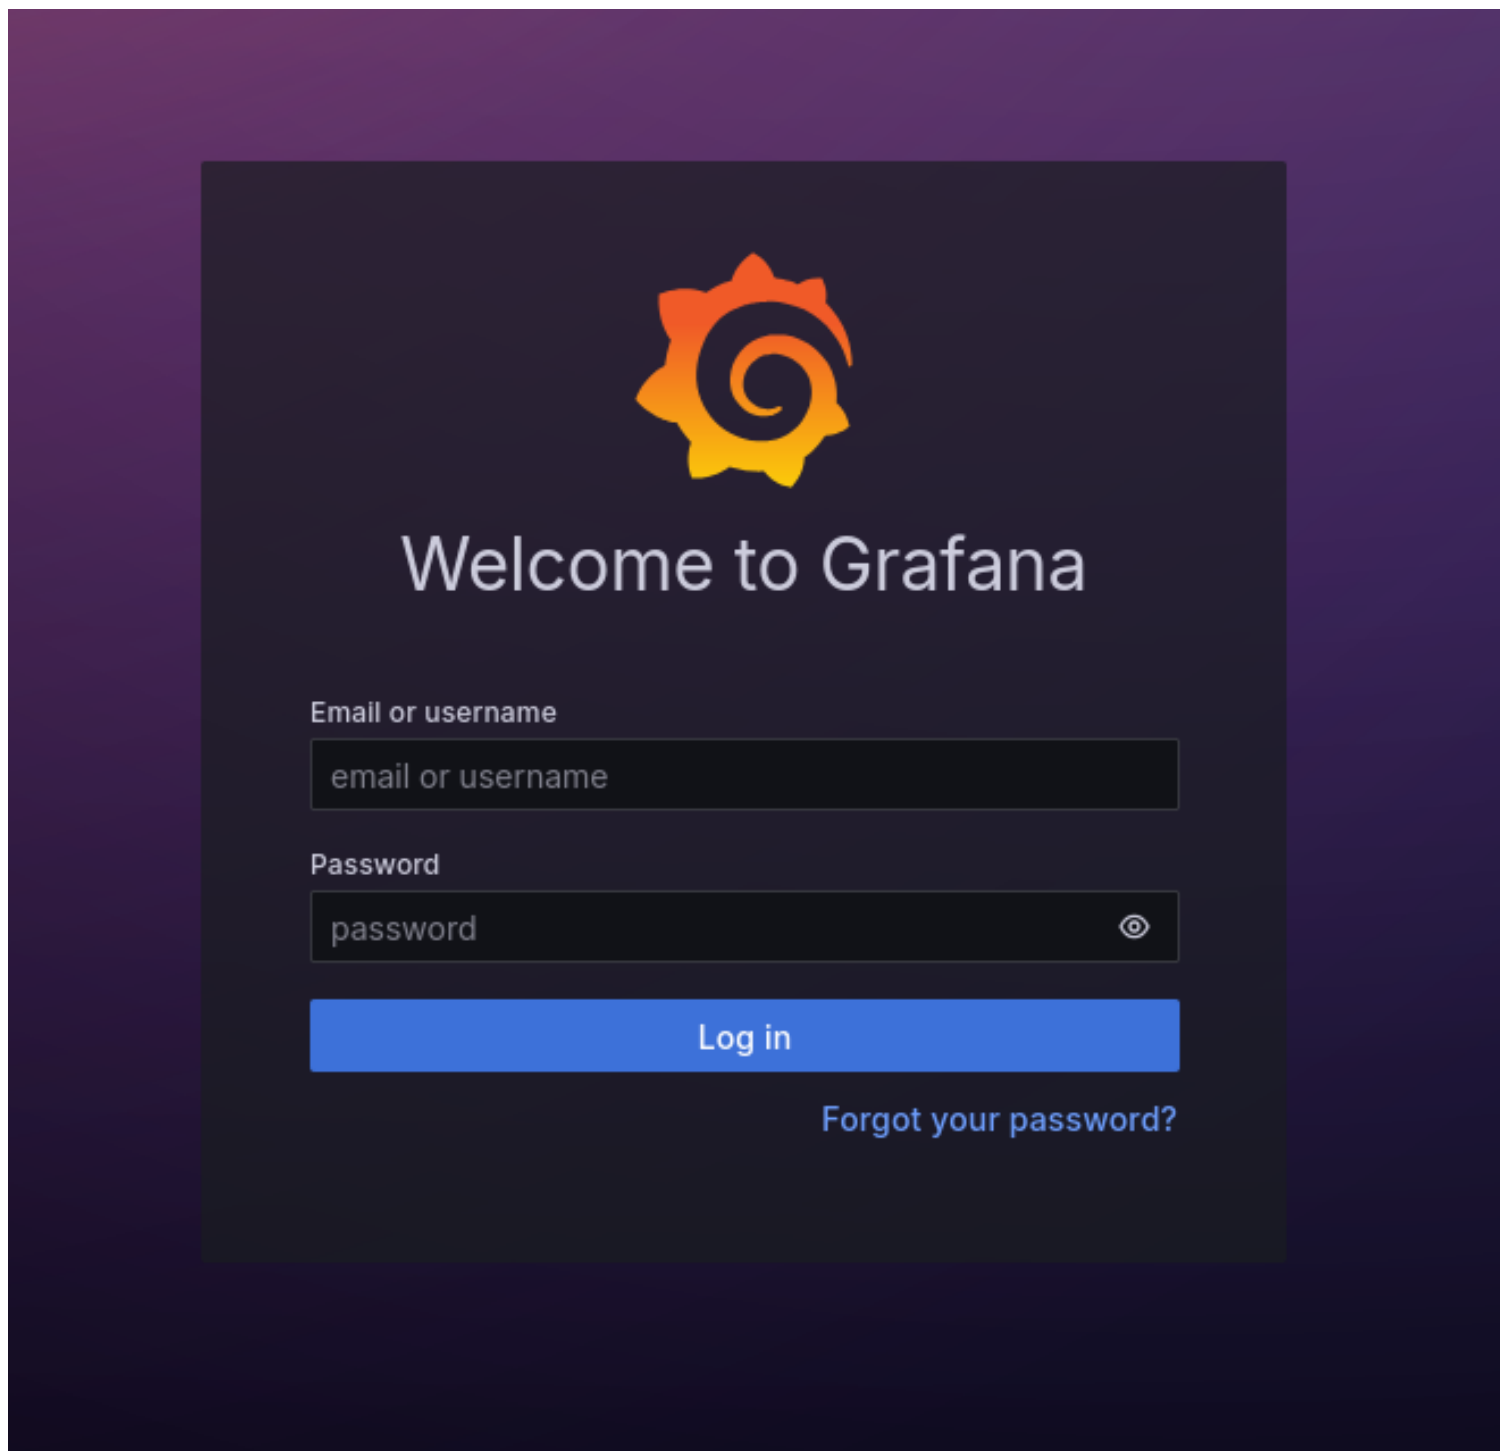 Welcome to Grafana
Email or username
email or username
Password
password
Log in
Forgot your password?